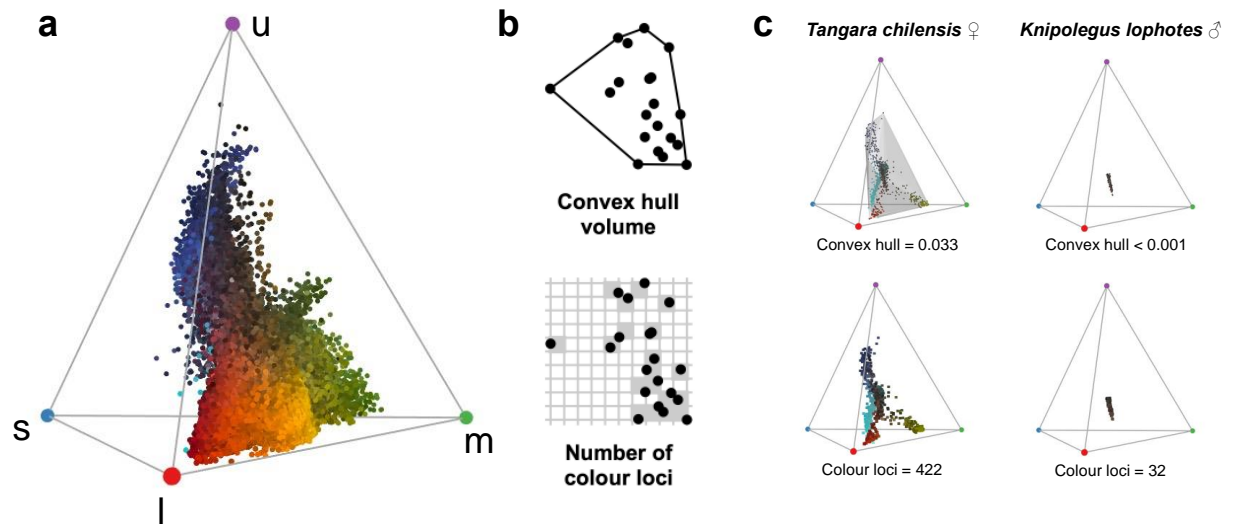 a
u
s
m
l
b
Convex hull
volume
Number of
colour loci
c
Tangara chilensis ♀
Knipolegus lophotes ♂
Convex hull = 0.033
Convex hull < 0.001
Colour loci = 422
Colour loci = 32